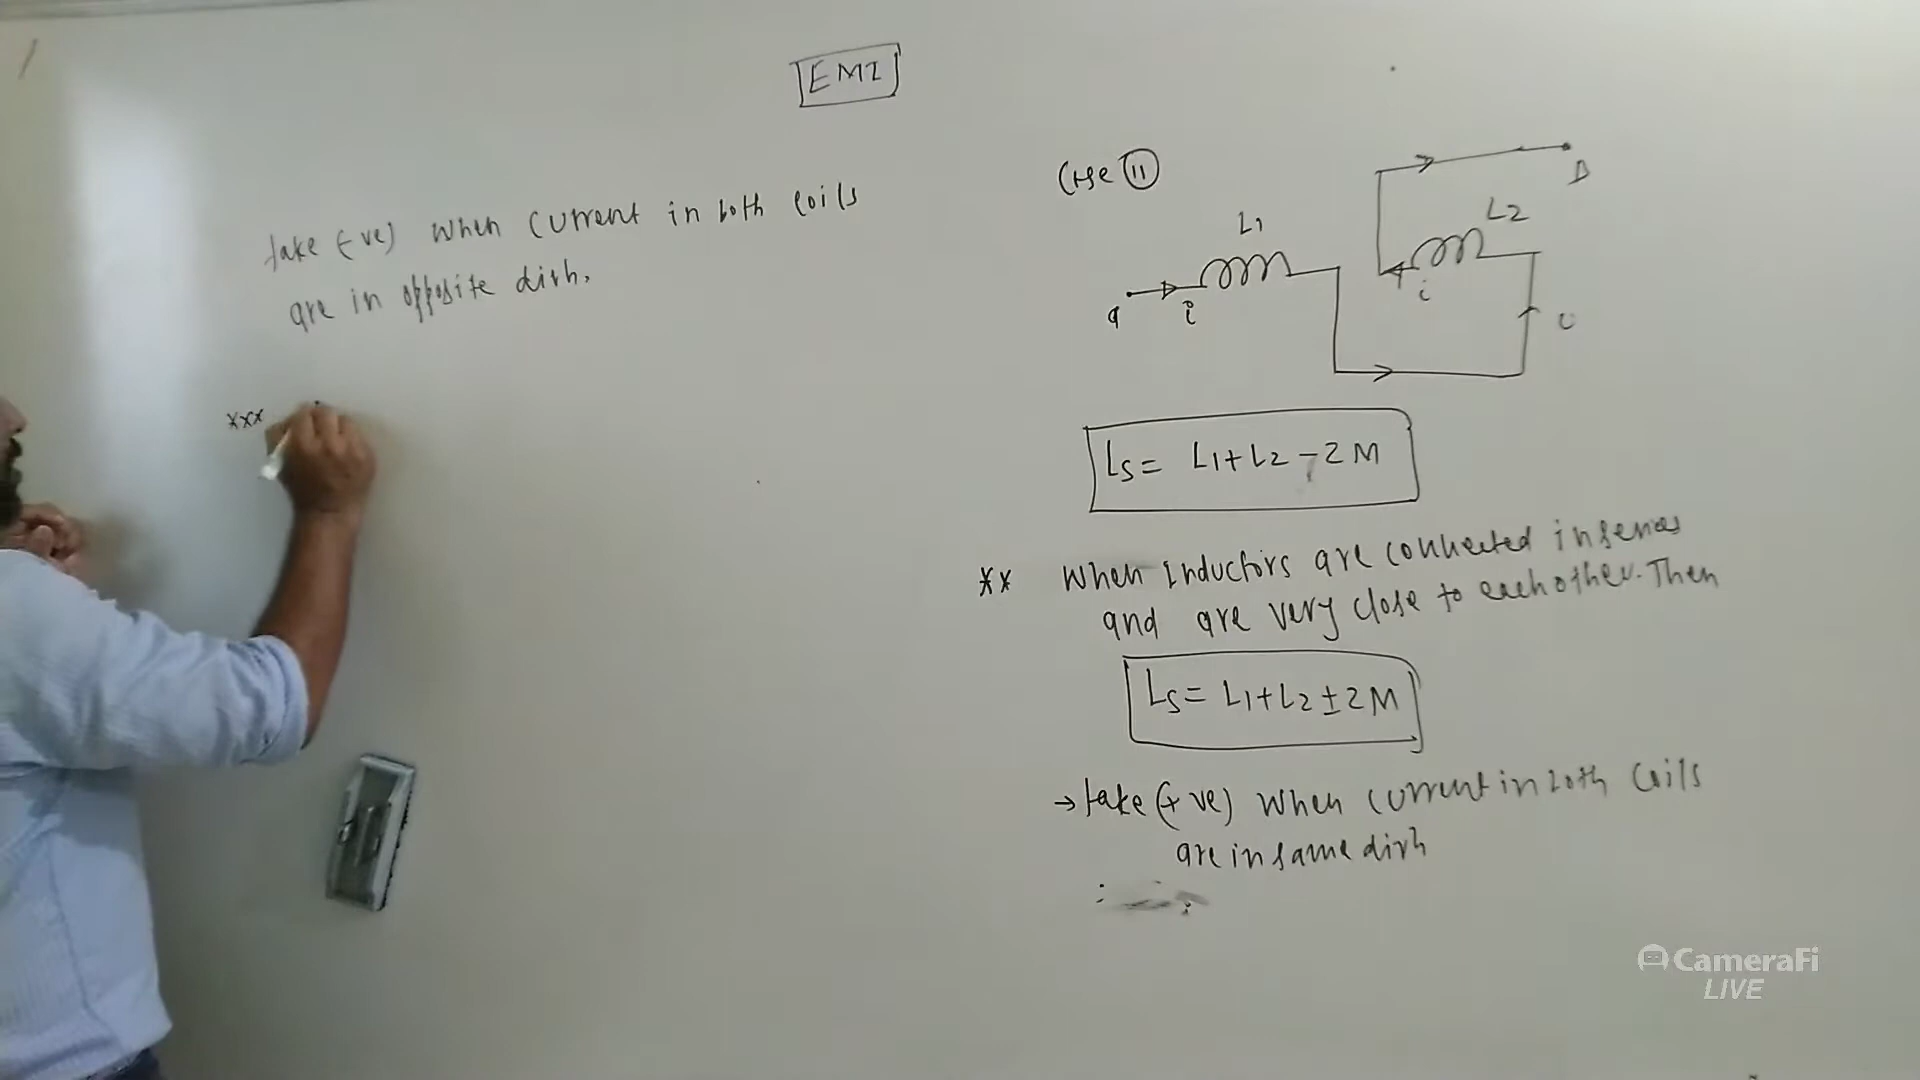 EMI
take (-ve) when current in both coils
are in opposite dirh.
xxx
Case (11)
L1
L2
i
i
Ls = L1+L2-2M
** When Inductors are connected in series
and are very close to each other. Then
Ls = L1+L2±2M
→ take (+ve) when current in both coils
are in same dirh
CameraFi
LIVE